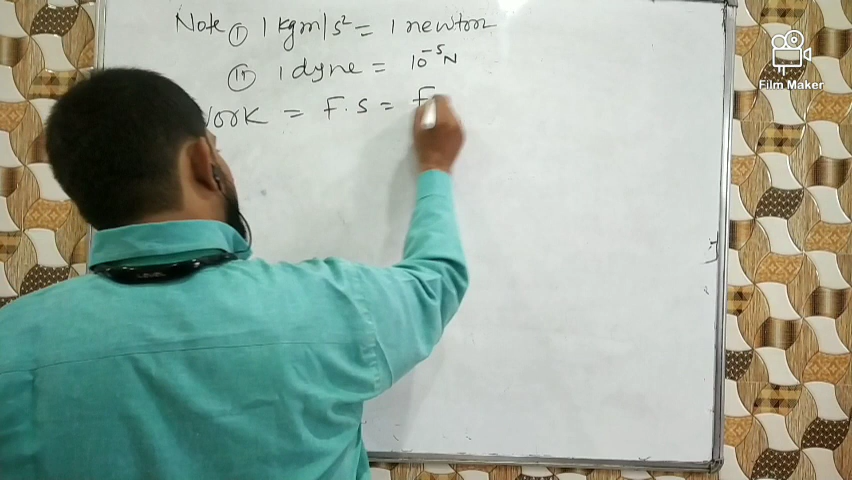 Note ① 1 kgm/s² = 1 newton
② 1 dyne = 10⁻⁵ N
work = F.S = F
Film Maker